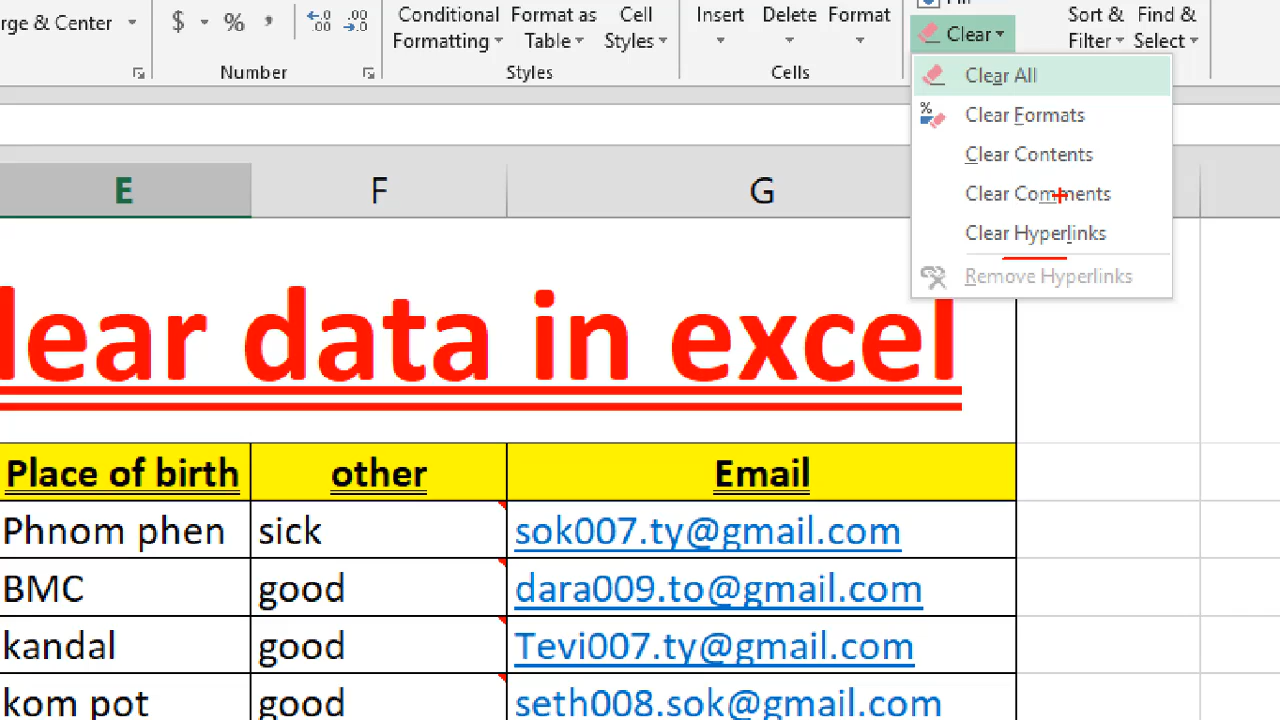 rge & Center $ % , .00 .00
Conditional Formatting
Format as Table
Cell Styles
Insert Delete Format
Clear
Sort & Filter
Find & Select
Number
Styles
Cells
Clear All
% Clear Formats
Clear Contents
Clear Comments
Clear Hyperlinks
Remove Hyperlinks
E F G
lear data in excel
Place of birth other Email
Phnom phen sick sok007.ty@gmail.com
BMC good dara009.to@gmail.com
kandal good Tevi007.ty@gmail.com
kom pot good seth008.sok@gmail.com